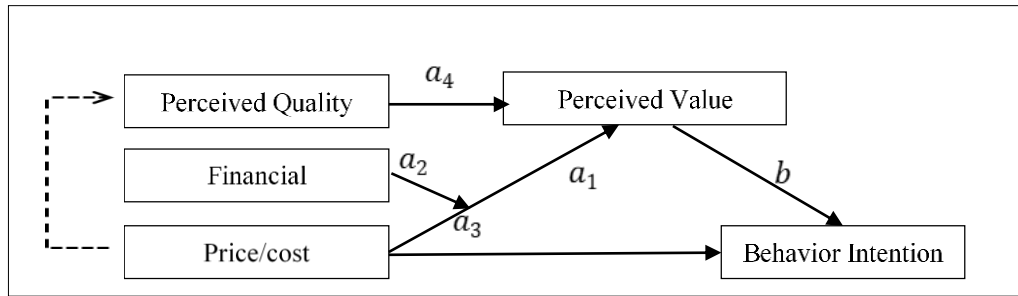 a4
Perceived Quality
Perceived Value
a2
Financial
a1
b
a3
Price/cost
Behavior Intention